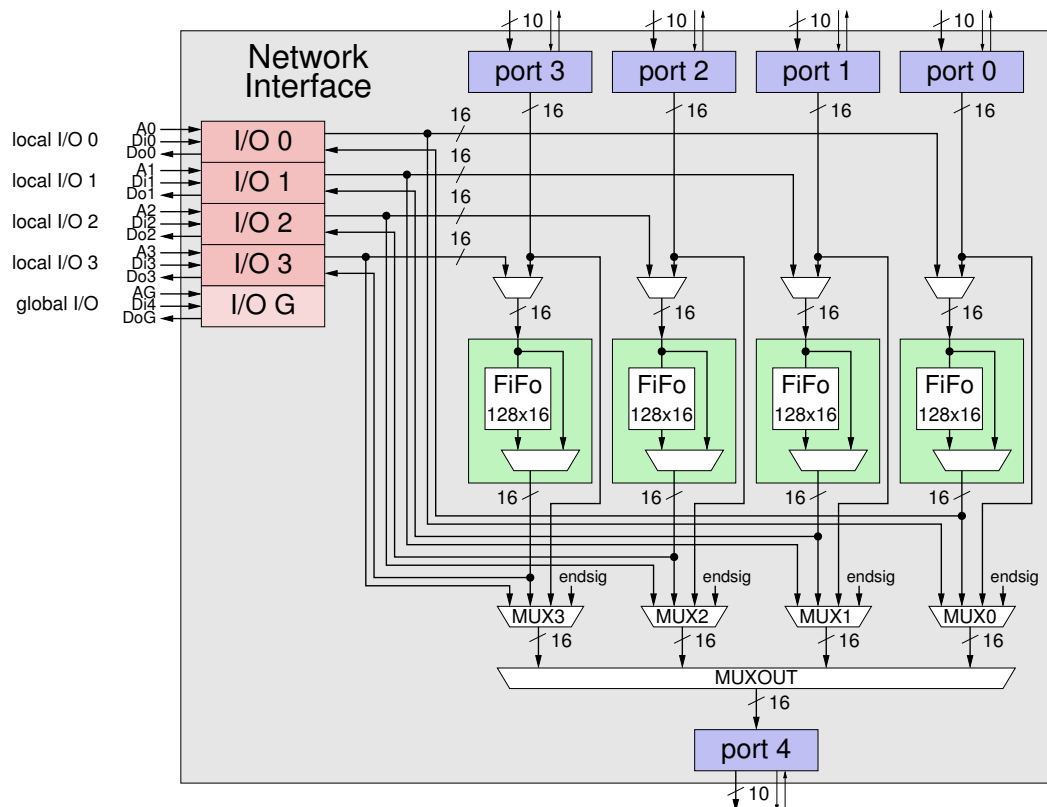 10 10 10 10
Network
Interface
port 3 port 2 port 1 port 0
16 16 16 16 16
local I/O 0 A0 Di0 Do0 I/O 0
16
local I/O 1 A1 Di1 Do1 I/O 1
16
local I/O 2 A2 Di2 Do2 I/O 2
16
local I/O 3 A3 Di3 Do3 I/O 3
global I/O AG Di4 DoG I/O G
16 16 16 16
FiFo FiFo FiFo FiFo
128x16 128x16 128x16 128x16
16 16 16 16
endsig endsig endsig endsig
MUX3 MUX2 MUX1 MUX0
16 16 16 16
MUXOUT
16
port 4
10